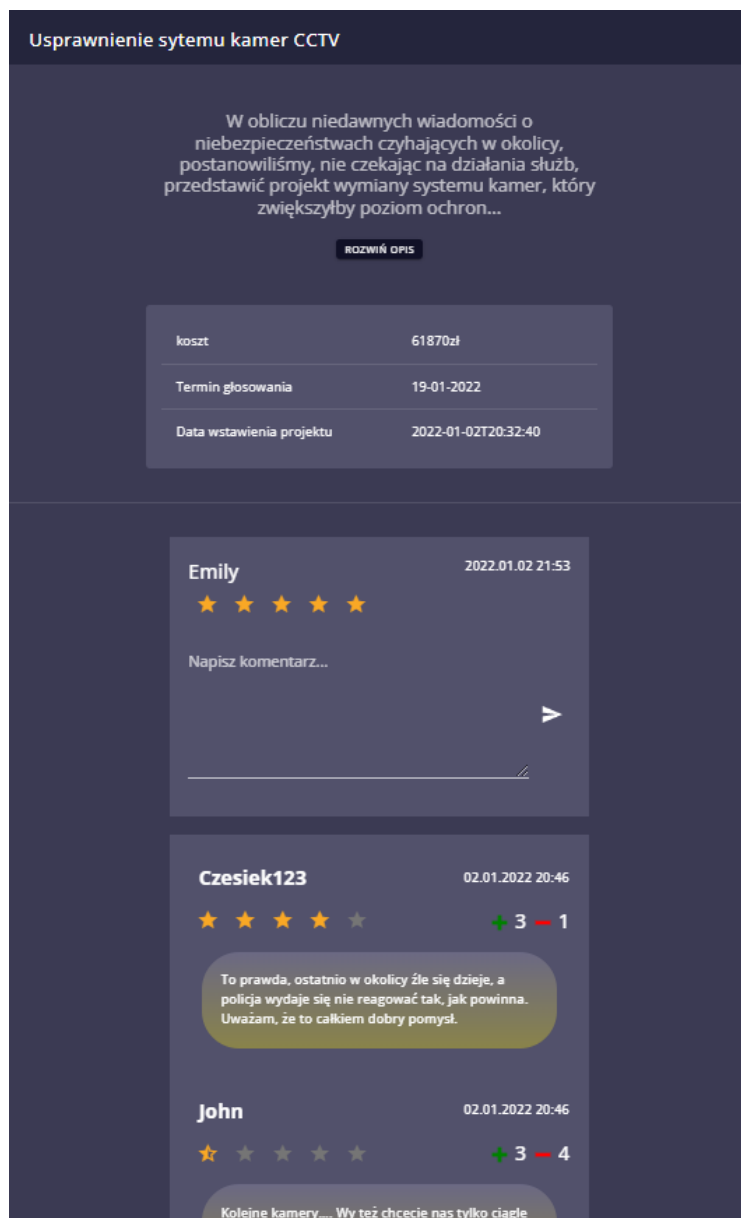 Usprawnienie sytemu kamer CCTV
W obliczu niedawnych wiadomości o
niebezpieczeństwach czyhających w okolicy,
postanowiliśmy, nie czekając na działania służb,
przedstawić projekt wymiany systemu kamer, który
zwiększyłby poziom ochron...
ROZWIŃ OPIS
koszt 61870zł
Termin głosowania 19-01-2022
Data wstawienia projektu 2022-01-02T20:32:40
Emily 2022.01.02 21:53
Napisz komentarz...
Czesiek123 02.01.2022 20:46
+ 3 − 1
To prawda, ostatnio w okolicy źle się dzieje, a
policja wydaje się nie reagować tak, jak powinna.
Uważam, że to całkiem dobry pomysł.
John 02.01.2022 20:46
+ 3 − 4
Kolejne kamery.... Wy też chcecie nas tylko ciągle